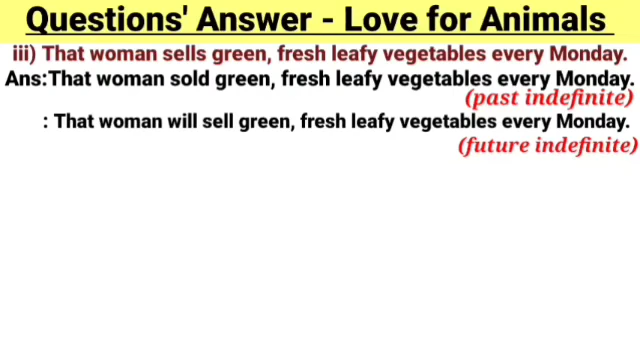 Questions' Answer - Love for Animals
iii) That woman sells green, fresh leafy vegetables every Monday.
Ans:That woman sold green, fresh leafy vegetables every Monday.
(past indefinite)
: That woman will sell green, fresh leafy vegetables every Monday.
(future indefinite)